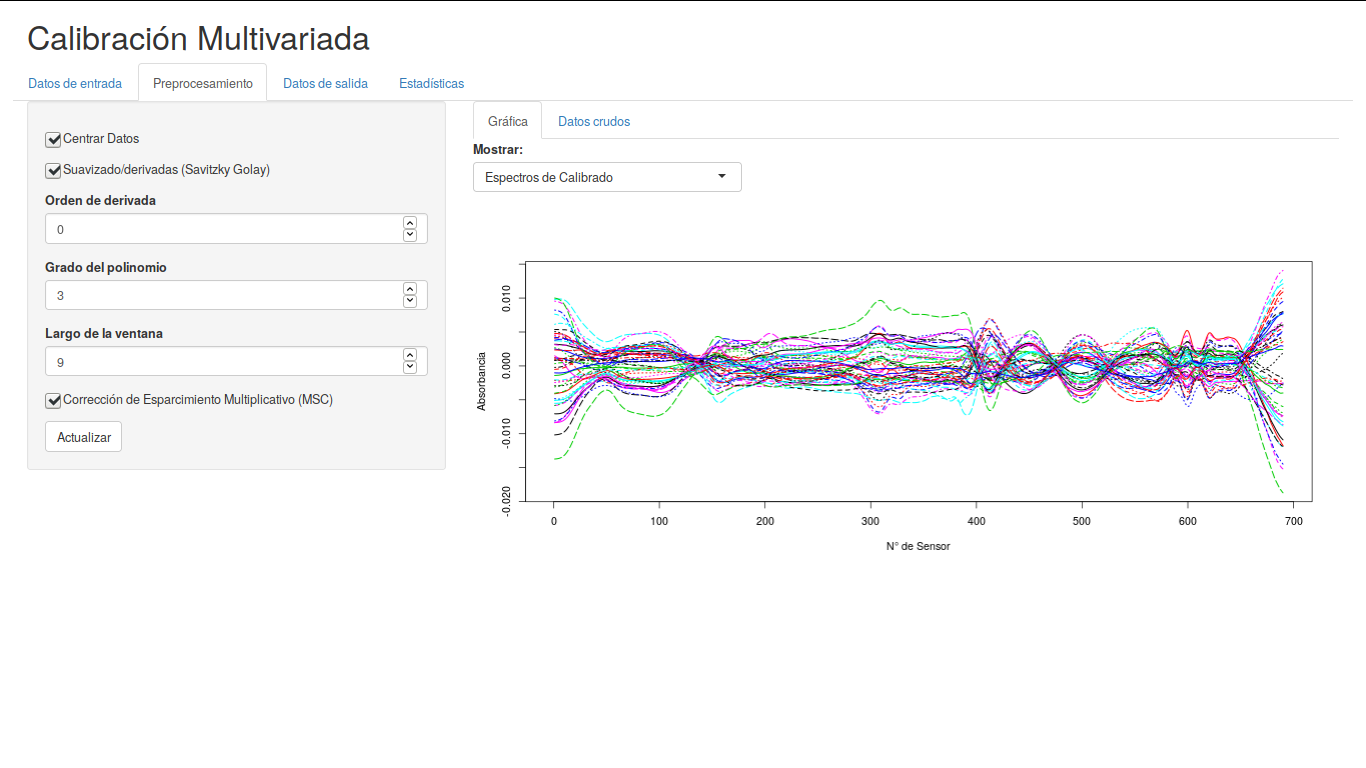 Calibración Multivariada
Datos de entrada Preprocesamiento Datos de salida Estadísticas
Centrar Datos
Suavizado/derivadas (Savitzky Golay)
Orden de derivada
0
Grado del polinomio
3
Largo de la ventana
9
Corrección de Esparcimiento Multiplicativo (MSC)
Actualizar
Gráfica Datos crudos
Mostrar:
Espectros de Calibrado
Absorbancia
0.010
0.000
-0.010
-0.020
0 100 200 300 400 500 600 700
N° de Sensor